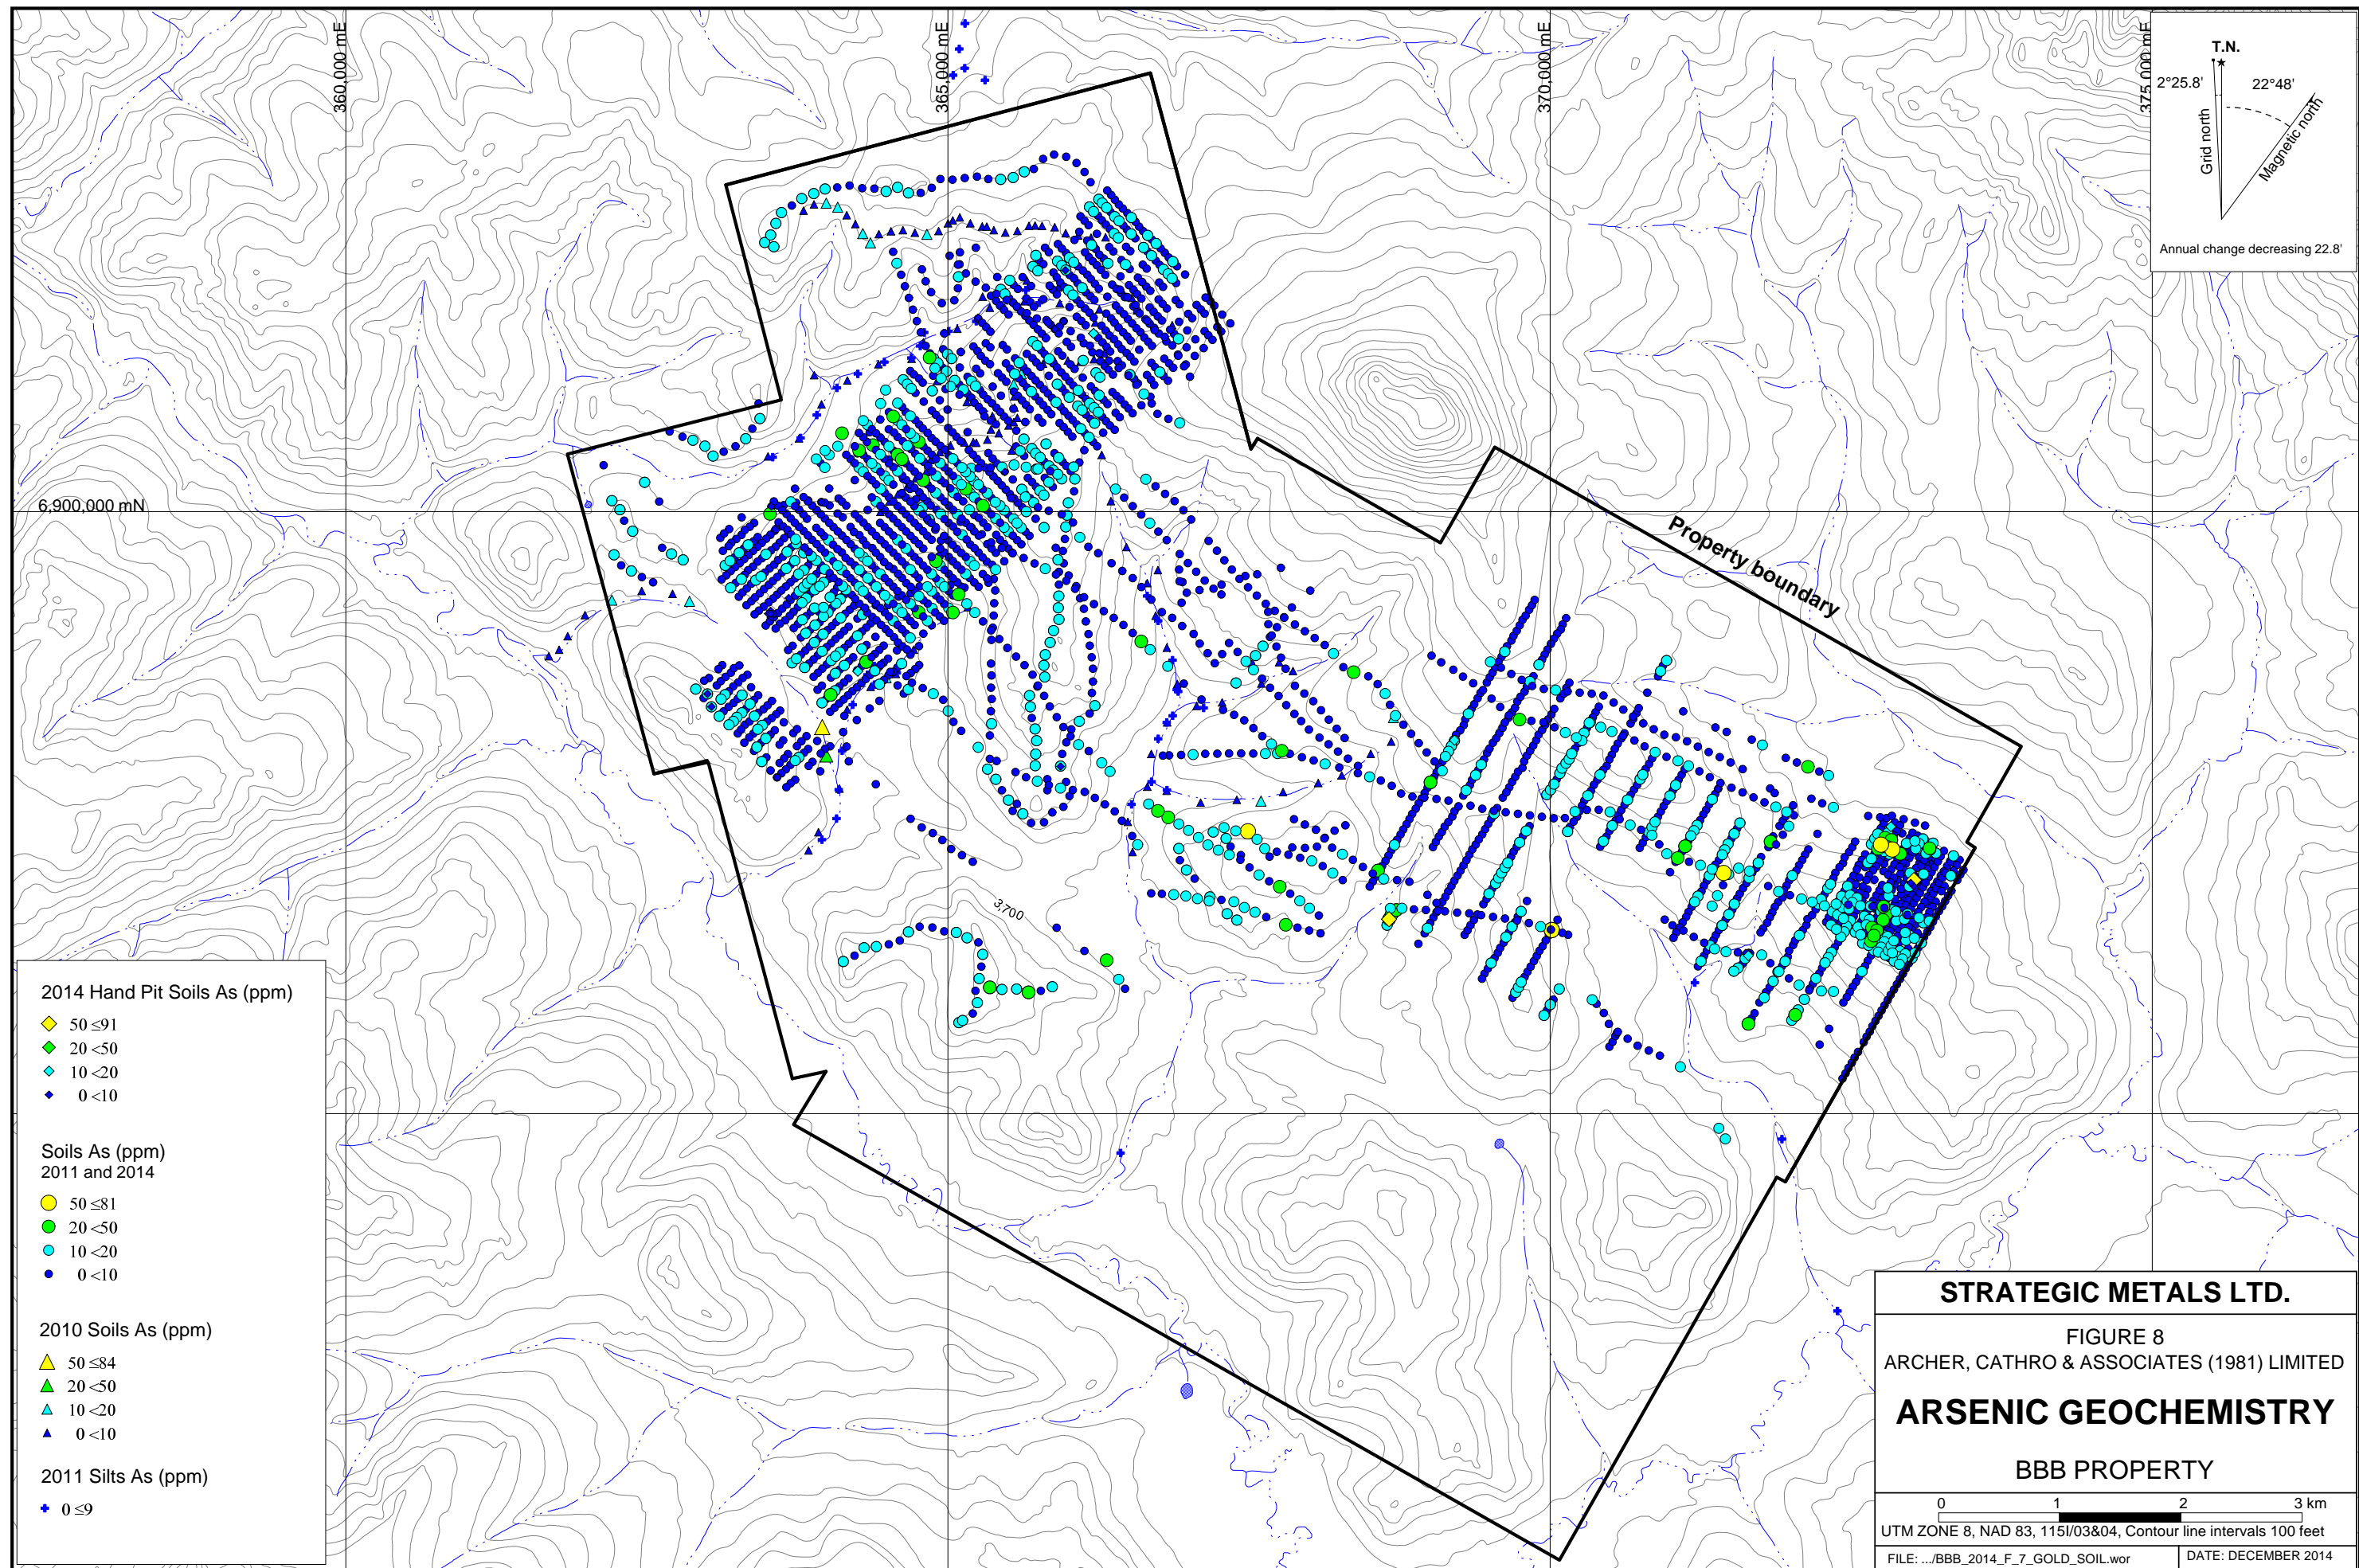 360,000 mE
365,000 mE
370,000 mE
375,000 mE
T.N.
2°25.8'
22°48'
Grid north
Magnetic north
Annual change decreasing 22.8'
6,900,000 mN
Property boundary
3,700
2014 Hand Pit Soils As (ppm)
50 ≤91
20 <50
10 <20
0 <10
Soils As (ppm)
2011 and 2014
50 ≤81
20 <50
10 <20
0 <10
2010 Soils As (ppm)
50 ≤84
20 <50
10 <20
0 <10
2011 Silts As (ppm)
0 ≤9
STRATEGIC METALS LTD.
FIGURE 8
ARCHER, CATHRO & ASSOCIATES (1981) LIMITED
ARSENIC GEOCHEMISTRY
BBB PROPERTY
0 1 2 3 km
UTM ZONE 8, NAD 83, 115I/03&04, Contour line intervals 100 feet
FILE: .../BBB_2014_F_7_GOLD_SOIL.wor
DATE: DECEMBER 2014